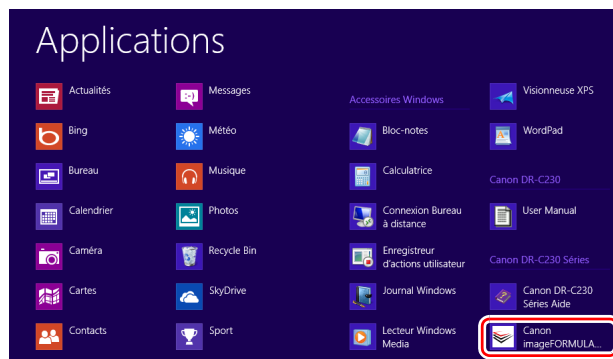 Applications
Actualités
Bing
Bureau
Calendrier
Caméra
Cartes
Contacts
Messages
Météo
Musique
Photos
Recycle Bin
SkyDrive
Sport
Accessoires Windows
Bloc-notes
Calculatrice
Connexion Bureau
à distance
Enregistreur
d'actions utilisateur
Journal Windows
Lecteur Windows
Media
Visionneuse XPS
WordPad
Canon DR-C230
User Manual
Canon DR-C230 Séries
Canon DR-C230
Séries Aide
Canon
imageFORMULA...